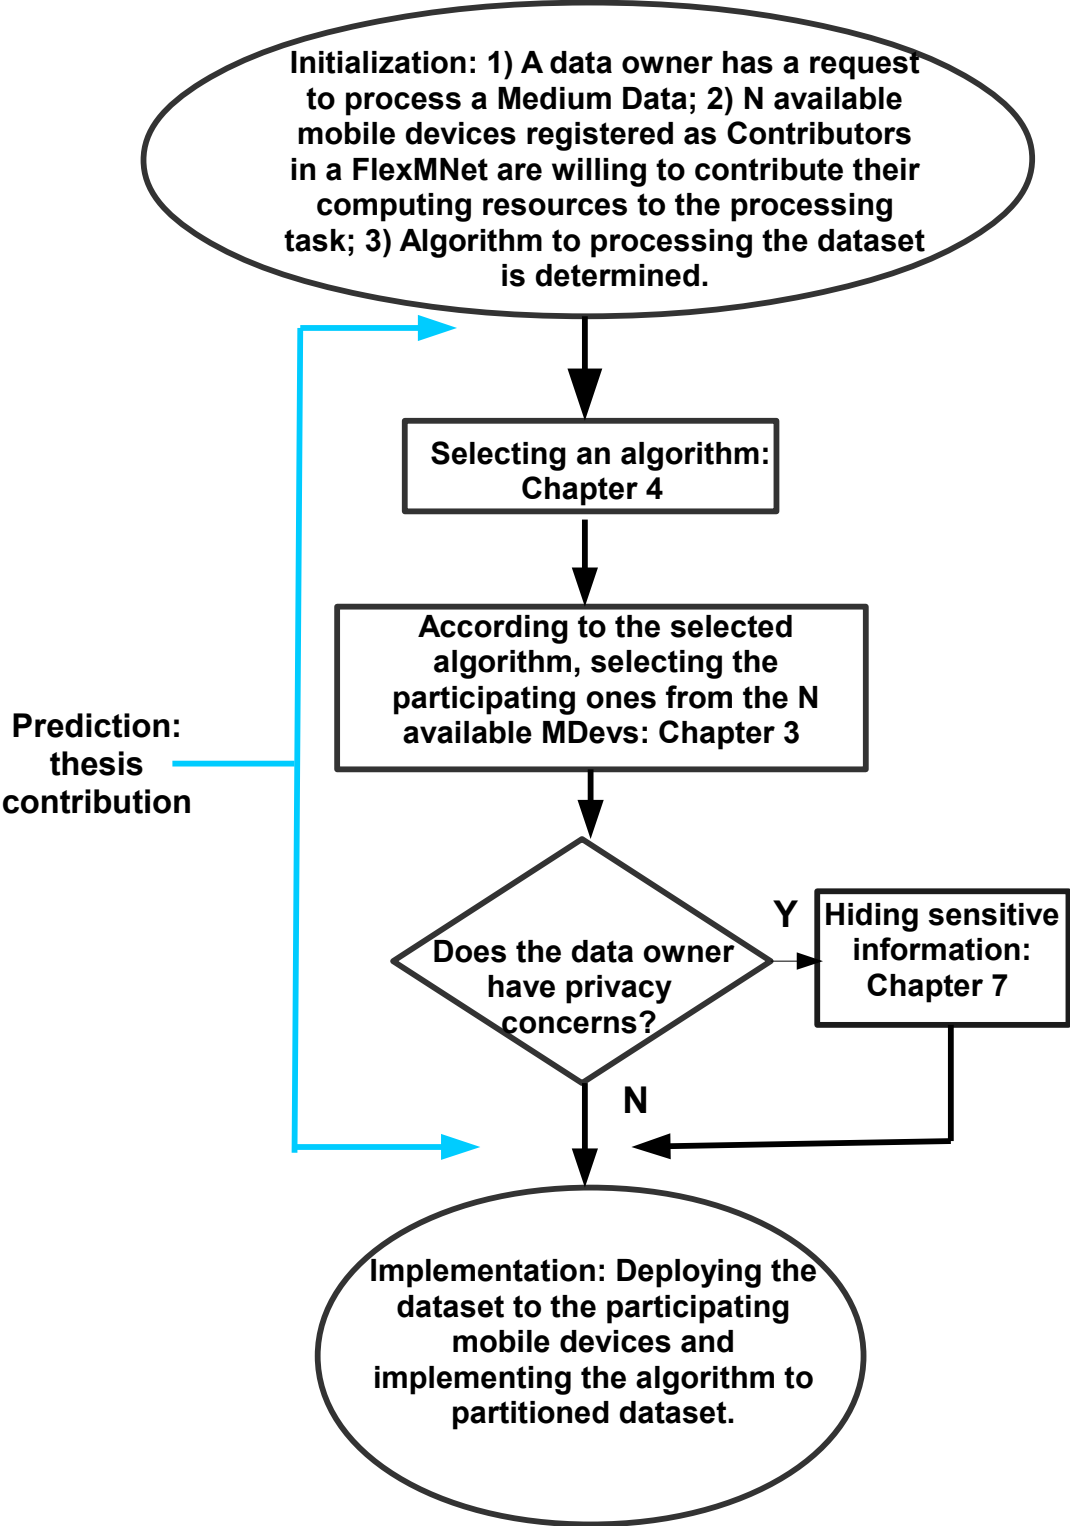 Initialization: 1) A data owner has a request
to process a Medium Data; 2) N available
mobile devices registered as Contributors
in a FlexMNet are willing to contribute their
computing resources to the processing
task; 3) Algorithm to processing the dataset
is determined.
Selecting an algorithm:
Chapter 4
According to the selected
algorithm, selecting the
participating ones from the N
available MDevs: Chapter 3
Prediction:
thesis
contribution
Does the data owner
have privacy
concerns?
Y
Hiding sensitive
information:
Chapter 7
N
Implementation: Deploying the
dataset to the participating
mobile devices and
implementing the algorithm to
partitioned dataset.